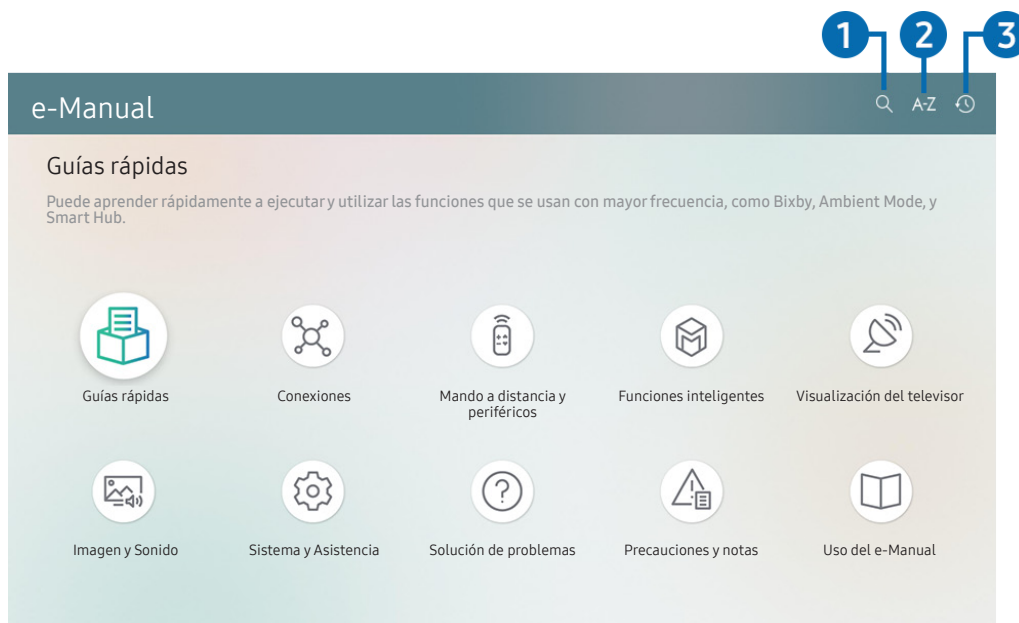 1 2 3
e-Manual A-Z
Guías rápidas
Puede aprender rápidamente a ejecutar y utilizar las funciones que se usan con mayor frecuencia, como Bixby, Ambient Mode, y
Smart Hub.
Guías rápidas
Conexiones
Mando a distancia y
periféricos
Funciones inteligentes
Visualización del televisor
Imagen y Sonido
Sistema y Asistencia
Solución de problemas
Precauciones y notas
Uso del e-Manual